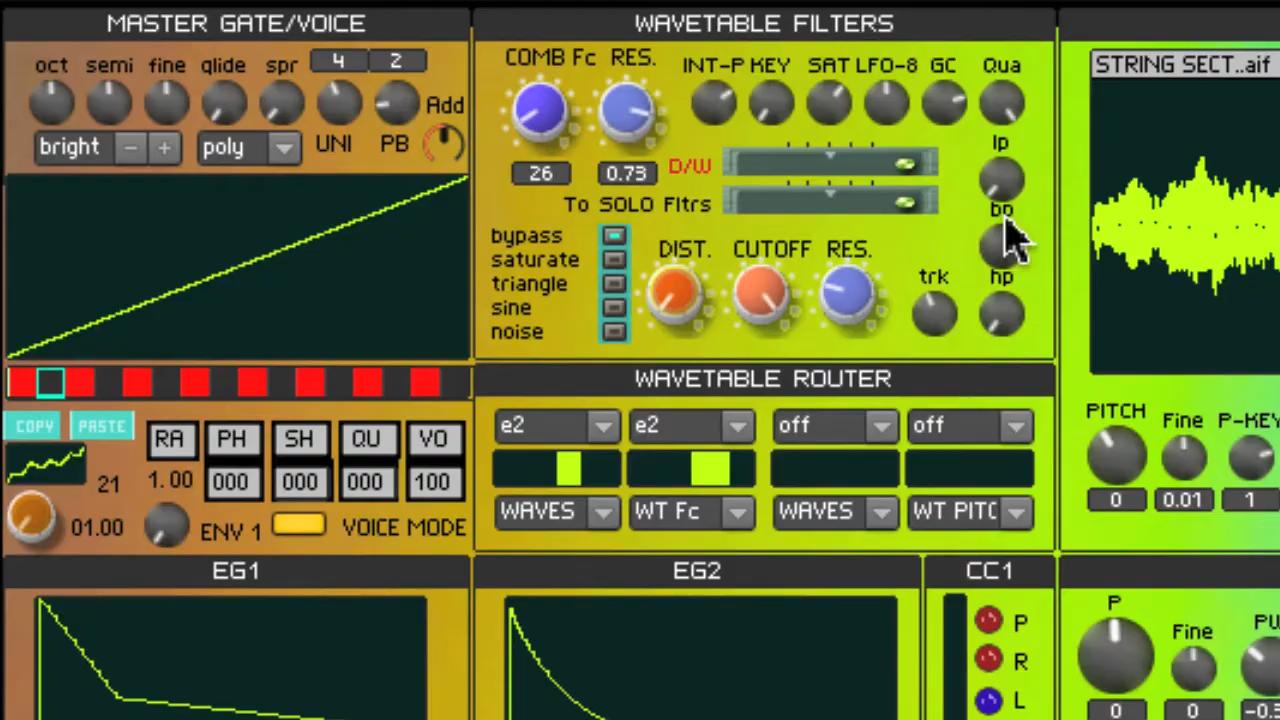 MASTER GATE/VOICE
oct semi fine glide spr 4 2
Add
bright - + poly UNI PB
COPY PASTE
RA PH SH QU VO
21 1.00 000 000 000 100
01.00 ENV 1 VOICE MODE
EG1
WAVETABLE FILTERS
COMB Fc RES. INT-P KEY SAT LFO-8 GC Qua
26 0.73 D/W
lp
To SOLO Fltrs
bp
bypass
saturate
triangle
sine
noise
DIST. CUTOFF RES.
trk hp
WAVETABLE ROUTER
e2 e2 off off
WAVES WT Fc WAVES WT PITC
EG2
CC1
P
R
L
STRING SECT..aif
PITCH Fine P-KEY
0 0.01 1
P Fine PW
0 0